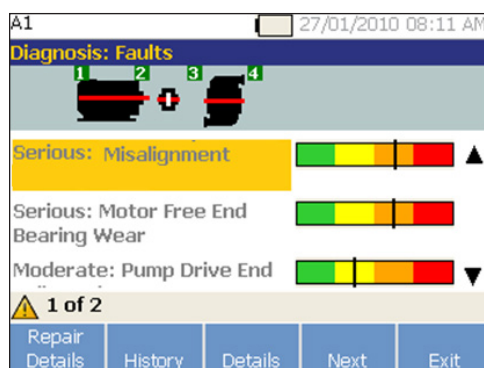 A1
27/01/2010 08:11 AM
Diagnosis: Faults
1 2 3 4
Serious: Misalignment
Serious: Motor Free End
Bearing Wear
Moderate: Pump Drive End
1 of 2
Repair
Details
History
Details
Next
Exit